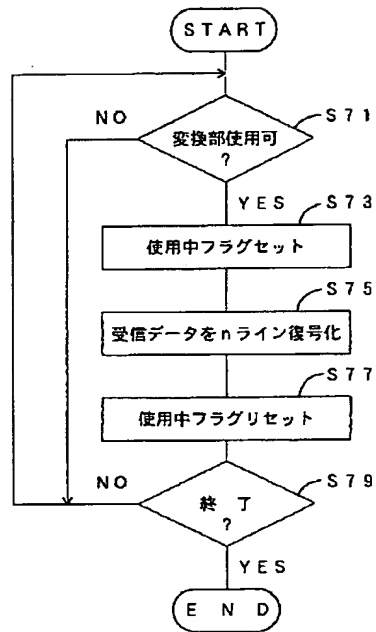 START
NO
S71
変換部使用可
?
YES
S73
使用中フラグセット
S75
受信データをnライン復号化
S77
使用中フラグリセット
NO
S79
終了
?
YES
END